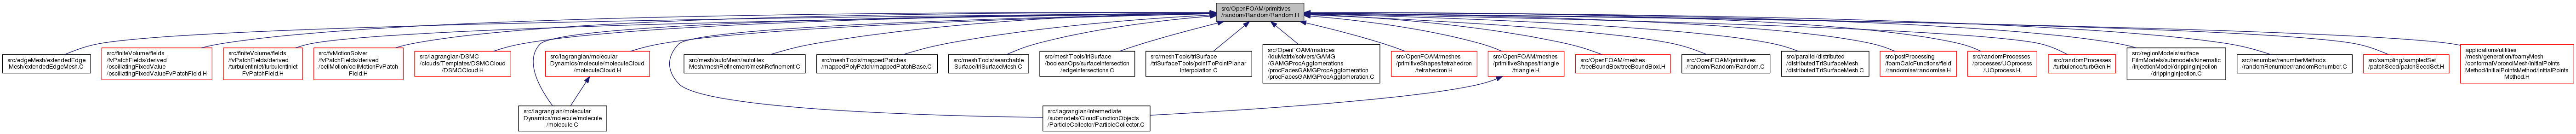 src/OpenFOAM/primitives
/random/Random/Random.H
src/edgeMesh/extendedEdge
Mesh/extendedEdgeMesh.C
src/finiteVolume/fields
/fvPatchFields/derived
/oscillatingFixedValue
/oscillatingFixedValueFvPatchField.H
src/finiteVolume/fields
/fvPatchFields/derived
/turbulentInlet/turbulentInlet
FvPatchField.H
src/fvMotionSolver
/fvPatchFields/derived
/cellMotion/cellMotionFvPatch
Field.H
src/lagrangian/DSMC
/clouds/Templates/DSMCCloud
/DSMCCloud.H
src/lagrangian/molecular
Dynamics/molecule/moleculeCloud
/moleculeCloud.H
src/mesh/autoMesh/autoHex
Mesh/meshRefinement/meshRefinement.C
src/meshTools/mappedPatches
/mappedPolyPatch/mappedPatchBase.C
src/meshTools/searchable
Surface/triSurfaceMesh.C
src/meshTools/triSurface
/booleanOps/surfaceIntersection
/edgeIntersections.C
src/meshTools/triSurface
/triSurfaceTools/pointToPointPlanar
Interpolation.C
src/OpenFOAM/matrices
/lduMatrix/solvers/GAMG
/GAMGProcAgglomerations
/procFacesGAMGProcAgglomeration
/procFacesGAMGProcAgglomeration.C
src/OpenFOAM/meshes
/primitiveShapes/tetrahedron
/tetrahedron.H
src/OpenFOAM/meshes
/primitiveShapes/triangle
/triangle.H
src/OpenFOAM/meshes
/treeBoundBox/treeBoundBox.H
src/OpenFOAM/primitives
/random/Random/Random.C
src/parallel/distributed
/distributedTriSurfaceMesh
/distributedTriSurfaceMesh.C
src/postProcessing
/foamCalcFunctions/field
/randomise/randomise.H
src/randomProcesses
/processes/UOprocess
/UOprocess.H
src/randomProcesses
/turbulence/turbGen.H
src/regionModels/surface
FilmModels/submodels/kinematic
/injectionModel/drippingInjection
/drippingInjection.C
src/renumber/renumberMethods
/randomRenumber/randomRenumber.C
src/sampling/sampledSet
/patchSeed/patchSeedSet.H
applications/utilities
/mesh/generation/foamyMesh
/conformalVoronoiMesh/initialPoints
Method/initialPointsMethod/initialPoints
Method.H
src/lagrangian/molecular
Dynamics/molecule/molecule
/molecule.C
src/lagrangian/intermediate
/submodels/CloudFunctionObjects
/ParticleCollector/ParticleCollector.C